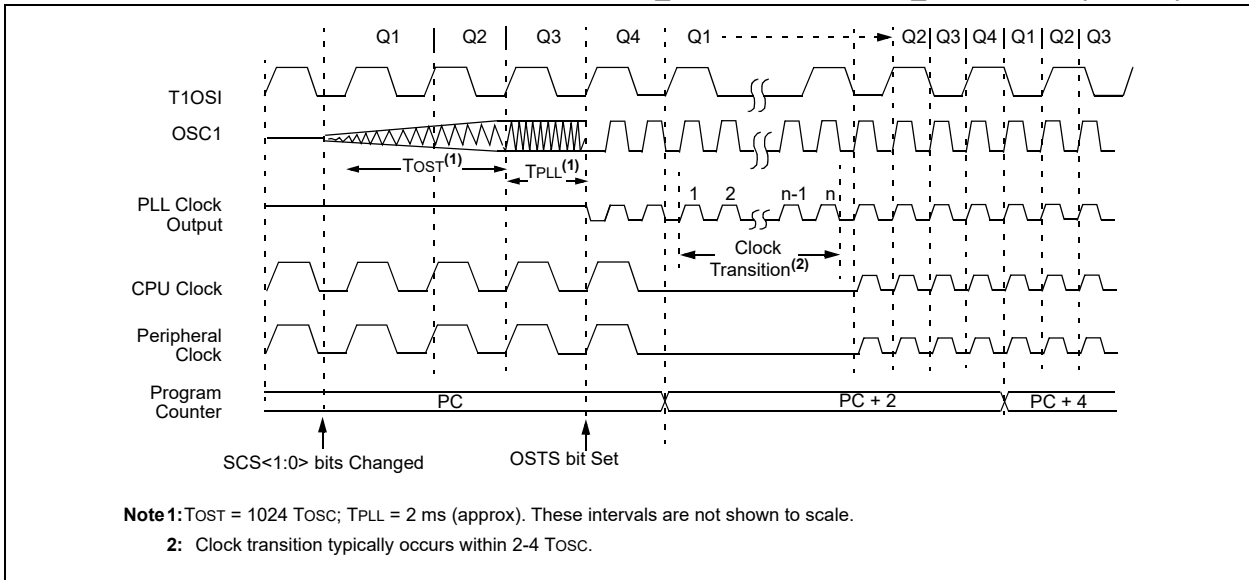 Q1 Q2 Q3 Q4 Q1 Q2 Q3 Q4 Q1 Q2 Q3
T1OSI
OSC1
TOST(1)
TPLL(1)
1 2 n-1 n
PLL Clock
Output
Clock
Transition(2)
CPU Clock
Peripheral
Clock
Program
Counter
PC PC + 2 PC + 4
SCS<1:0> bits Changed
OSTS bit Set
Note 1: TOST = 1024 TOSC; TPLL = 2 ms (approx). These intervals are not shown to scale.
2: Clock transition typically occurs within 2-4 TOSC.